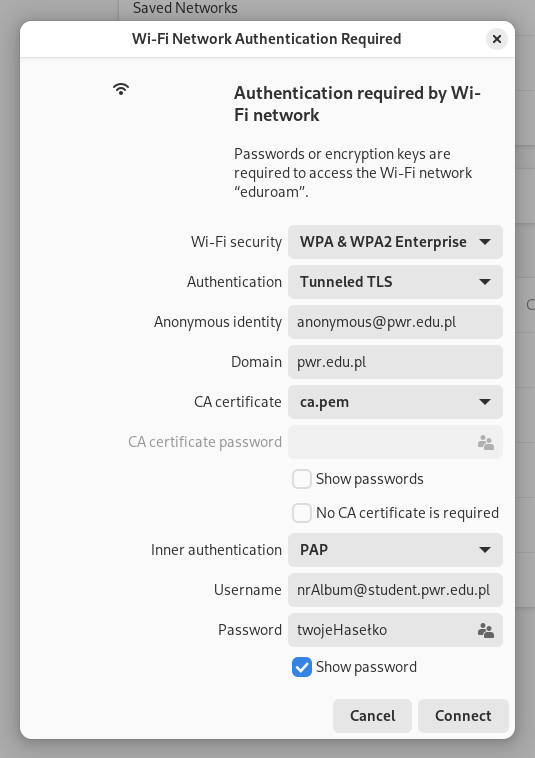 Saved Networks
Wi-Fi Network Authentication Required
Authentication required by Wi-
Fi network
Passwords or encryption keys are
required to access the Wi-Fi network
“eduroam”.
Wi-Fi security WPA & WPA2 Enterprise
Authentication Tunneled TLS
Anonymous identity anonymous@pwr.edu.pl
Domain pwr.edu.pl
CA certificate ca.pem
CA certificate password
Show passwords
No CA certificate is required
Inner authentication PAP
Username nrAlbum@student.pwr.edu.pl
Password twojeHasełko
Show password
Cancel Connect